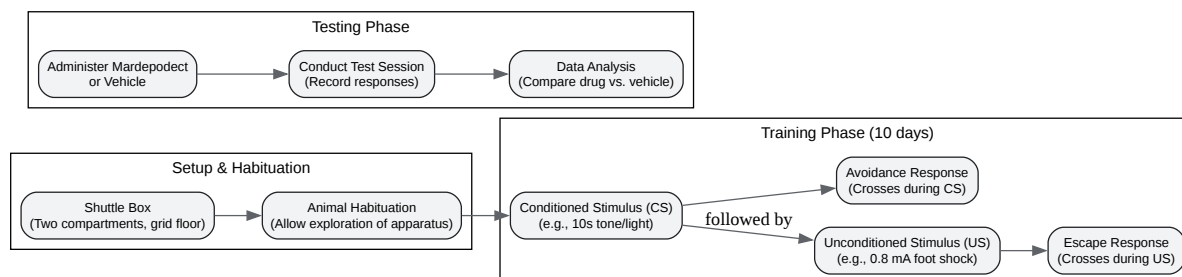 Testing Phase
Administer Mardepodect
or Vehicle
Conduct Test Session
(Record responses)
Data Analysis
(Compare drug vs. vehicle)
Setup & Habituation
Shuttle Box
(Two compartments, grid floor)
Animal Habituation
(Allow exploration of apparatus)
Training Phase (10 days)
Conditioned Stimulus (CS)
(e.g., 10s tone/light)
Avoidance Response
(Crosses during CS)
followed by
Unconditioned Stimulus (US)
(e.g., 0.8 mA foot shock)
Escape Response
(Crosses during US)